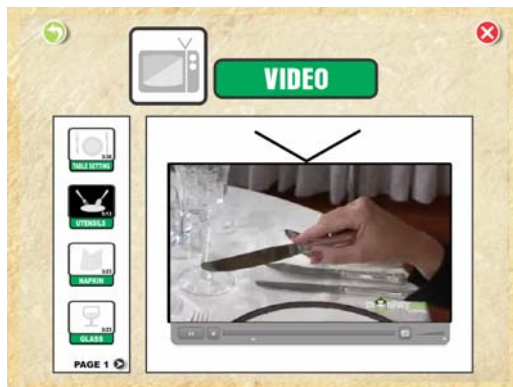 VIDEO
TABLE SETTING
UTENSILS
NAPKIN
GLASS
PAGE 1